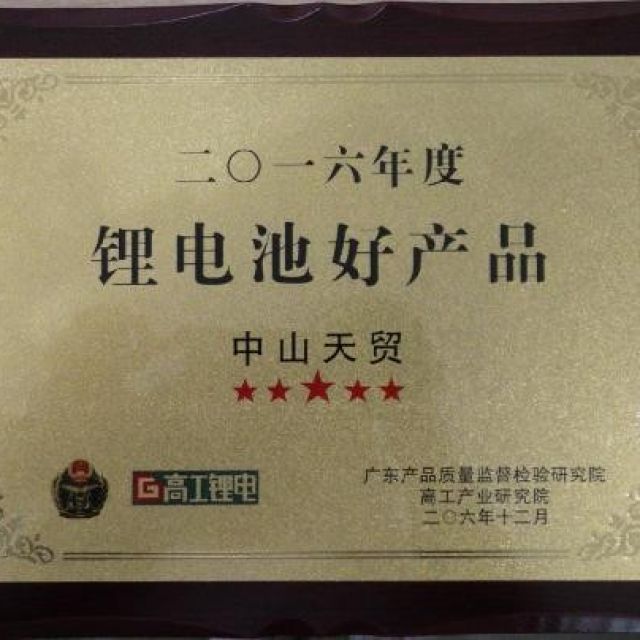 二〇一六年度
锂电池好产品
中山天贸
G 高工锂电
广东产品质量监督检验研究院
高工产业研究院
二〇六年十二月